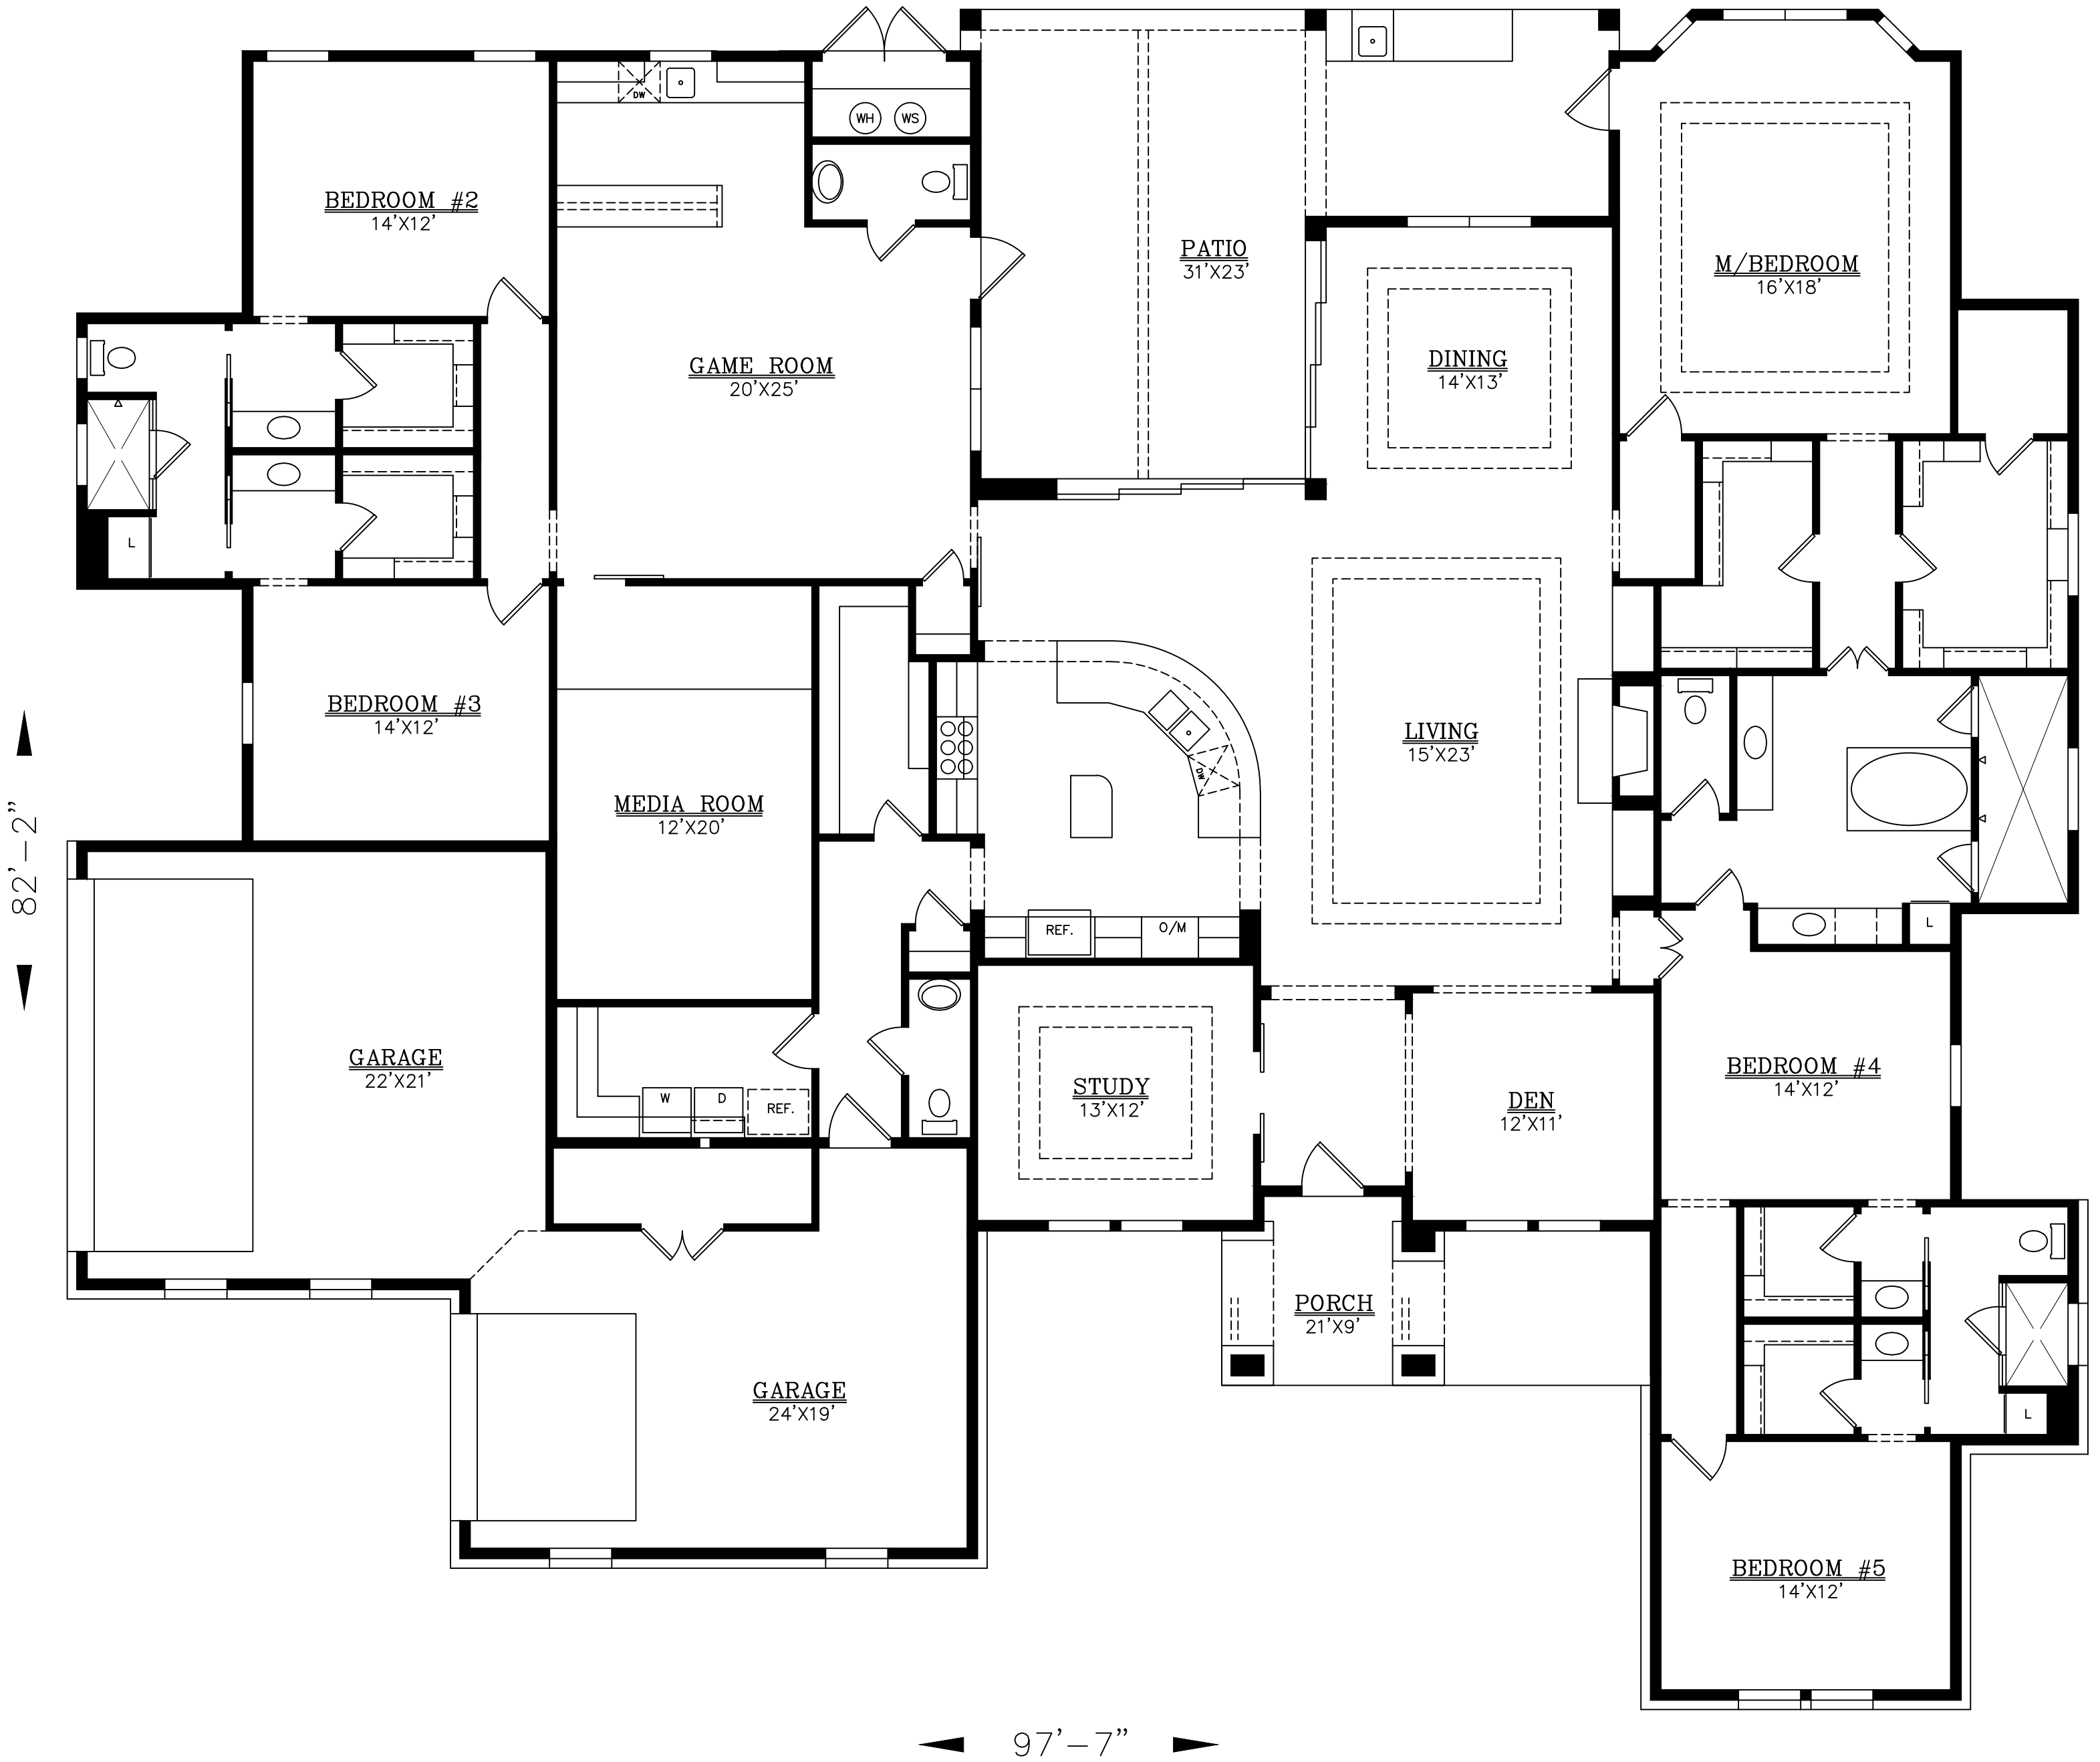 DW
WH
WS
BEDROOM #2
14'X12'
PATIO
31'X23'
M/BEDROOM
16'X18'
GAME ROOM
20'X25'
DINING
14'X13'
L
BEDROOM #3
14'X12'
LIVING
15'X23'
DW
MEDIA ROOM
12'X20'
82'-2"
REF.
O/M
L
GARAGE
22'X21'
BEDROOM #4
14'X12'
STUDY
13'X12'
DEN
12'X11'
W
D
REF.
PORCH
21'X9'
GARAGE
24'X19'
L
BEDROOM #5
14'X12'
97'-7"